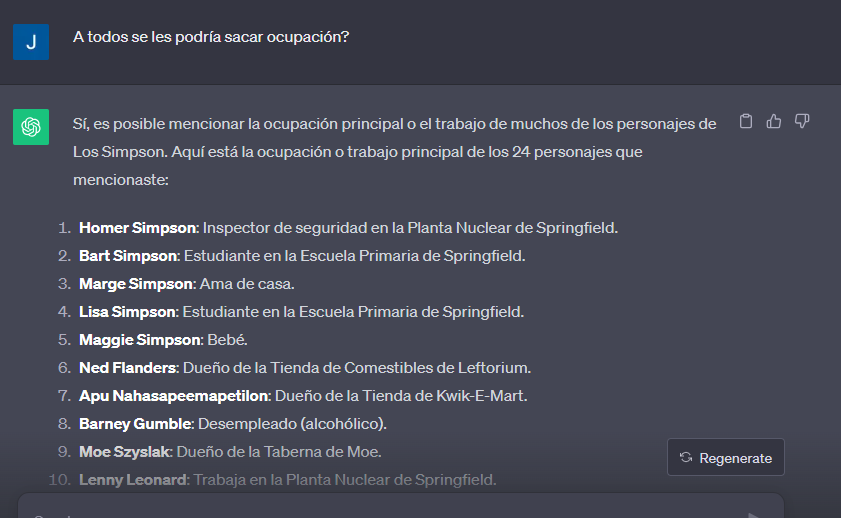 J
A todos se les podría sacar ocupación?
Sí, es posible mencionar la ocupación principal o el trabajo de muchos de los personajes de
Los Simpson. Aquí está la ocupación o trabajo principal de los 24 personajes que
mencionaste:
1. Homer Simpson: Inspector de seguridad en la Planta Nuclear de Springfield.
2. Bart Simpson: Estudiante en la Escuela Primaria de Springfield.
3. Marge Simpson: Ama de casa.
4. Lisa Simpson: Estudiante en la Escuela Primaria de Springfield.
5. Maggie Simpson: Bebé.
6. Ned Flanders: Dueño de la Tienda de Comestibles de Leftorium.
7. Apu Nahasapeemapetilon: Dueño de la Tienda de Kwik-E-Mart.
8. Barney Gumble: Desempleado (alcohólico).
9. Moe Szyslak: Dueño de la Taberna de Moe.
Regenerate
10. Lenny Leonard: Trabaja en la Planta Nuclear de Springfield.